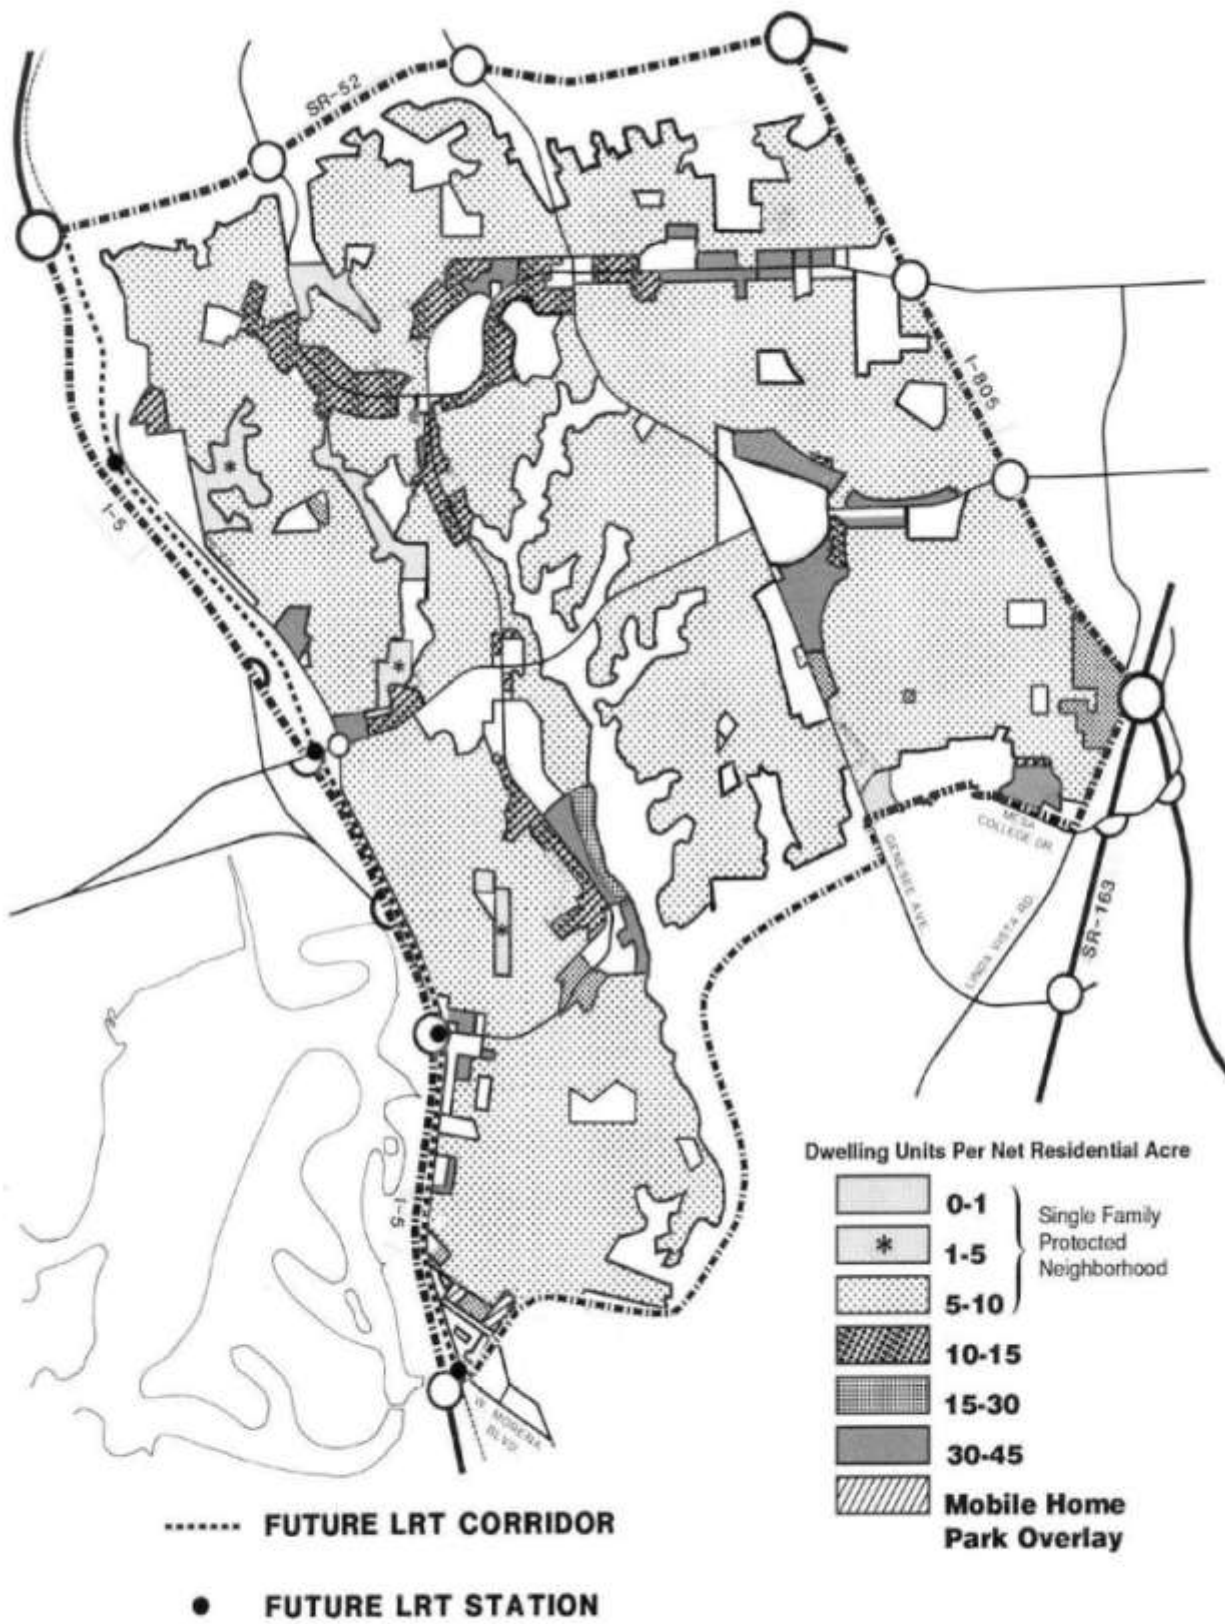 SR-52
I-805
I-5
MESA
COLLEGE DR.
GENESEE AVE
LINDA VISTA RD.
SR-163
I-5
W. MORENA
BLVD.
Dwelling Units Per Net Residential Acre
0-1
* 1-5
5-10
Single Family
Protected
Neighborhood
10-15
15-30
30-45
Mobile Home
Park Overlay
FUTURE LRT CORRIDOR
FUTURE LRT STATION